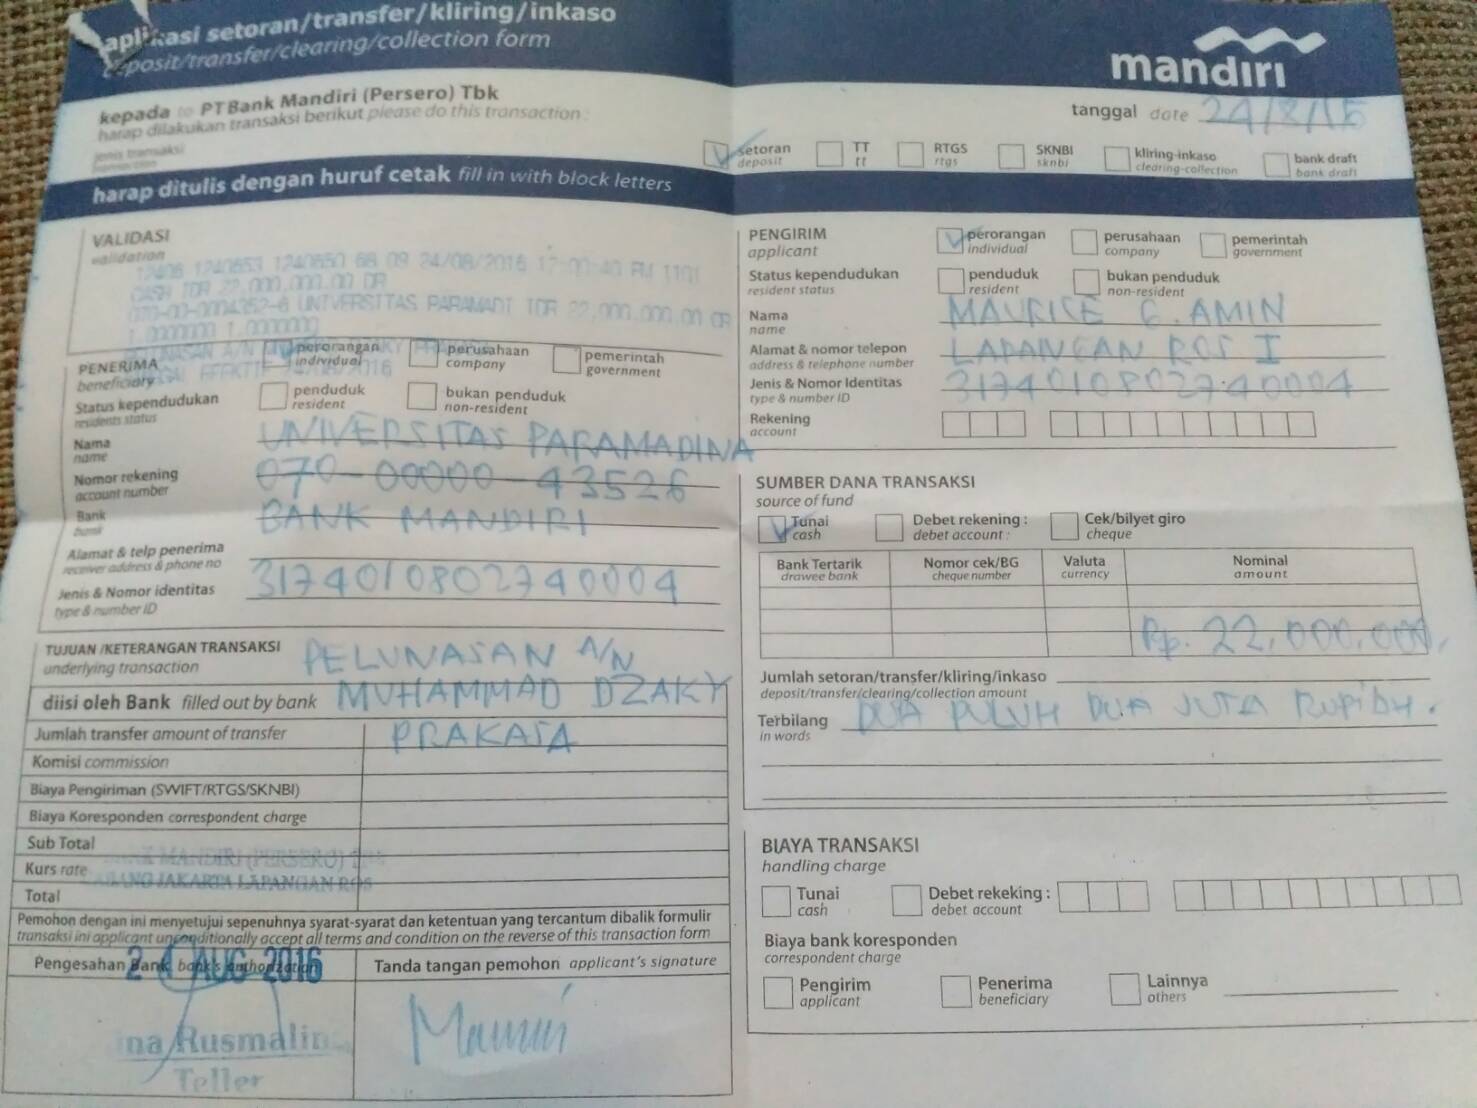 aplikasi setoran/transfer/kliring/inkaso
deposit/transfer/clearing/collection form
mandiri
kepada to PT Bank Mandiri (Persero) Tbk
harap dilakukan transaksi berikut please do this transaction :
jenis transaksi
tanggal date 24/8/16
setoran deposit
TT tt
RTGS rtgs
SKNBI sknbi
kliring-inkaso clearing-collection
bank draft bank draft
harap ditulis dengan huruf cetak fill in with block letters
VALIDASI
validation
12406 1240653 1240650 68 09 24/08/2016 12:00:40 PM 1101
CASH IDR 22,000,000.00 DR
070-00-0004352-6 UNIVERSITAS PARAMADI IDR 22,000,000.00 CR
1.0000000 1.0000000
PENERIMA
beneficiary
perorangan individual
perusahaan company
pemerintah government
Status kependudukan
residents status
penduduk resident
bukan penduduk non-resident
Nama
name
UNIVERSITAS PARAMADINA
Nomor rekening
account number
070-00000-43526
Bank
bank
BANK MANDIRI
Alamat & telp penerima
receiver address & phone no
Jenis & Nomor identitas
type & number ID
3174010802740004
TUJUAN /KETERANGAN TRANSAKSI
underlying transaction
PELUNASAN A/N
MUHAMMAD DZAKY
PRAKASA
diisi oleh Bank filled out by bank
Jumlah transfer amount of transfer
Komisi commission
Biaya Pengiriman (SWIFT/RTGS/SKNBI)
Biaya Koresponden correspondent charge
Sub Total
Kurs rate
Total
BANK MANDIRI (PERSERO)
CABANG JAKARTA LAPANGAN ROS
Pemohon dengan ini menyetujui sepenuhnya syarat-syarat dan ketentuan yang tercantum dibalik formulir
transaksi ini applicant unconditionally accept all terms and condition on the reverse of this transaction form
Pengesahan Bank bank's authorization
24 AUG 2016
Rusmalin
Teller
Tanda tangan pemohon applicant's signature
PENGIRIM
applicant
perorangan individual
perusahaan company
pemerintah government
Status kependudukan
resident status
penduduk resident
bukan penduduk non-resident
Nama
name
MAURICE G. AMIN
Alamat & nomor telepon
address & telephone number
LAPANGAN ROS I
Jenis & Nomor Identitas
type & number ID
3174010802740004
Rekening
account
SUMBER DANA TRANSAKSI
source of fund
Tunai cash
Debet rekening : debet account :
Cek/bilyet giro cheque
Bank Tertarik drawee bank
Nomor cek/BG cheque number
Valuta currency
Nominal amount
Rp. 22.000.000,
Jumlah setoran/transfer/kliring/inkaso
deposit/transfer/clearing/collection amount
Terbilang
in words
DUA PULUH DUA JUTA RUPIAH.
BIAYA TRANSAKSI
handling charge
Tunai cash
Debet rekeking : debet account
Biaya bank koresponden
correspondent charge
Pengirim applicant
Penerima beneficiary
Lainnya others